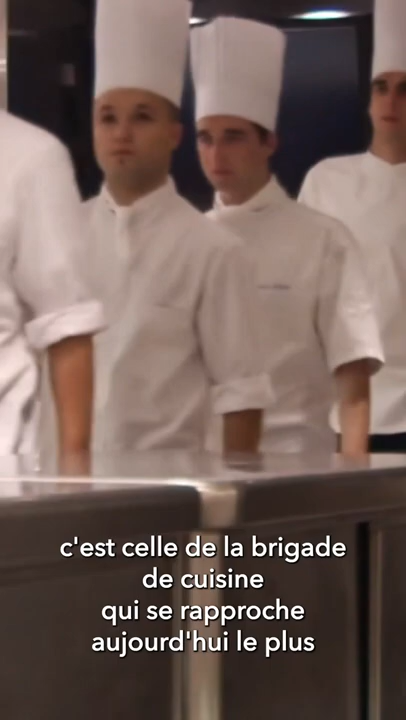 c'est celle de la brigade
de cuisine
qui se rapproche
aujourd'hui le plus